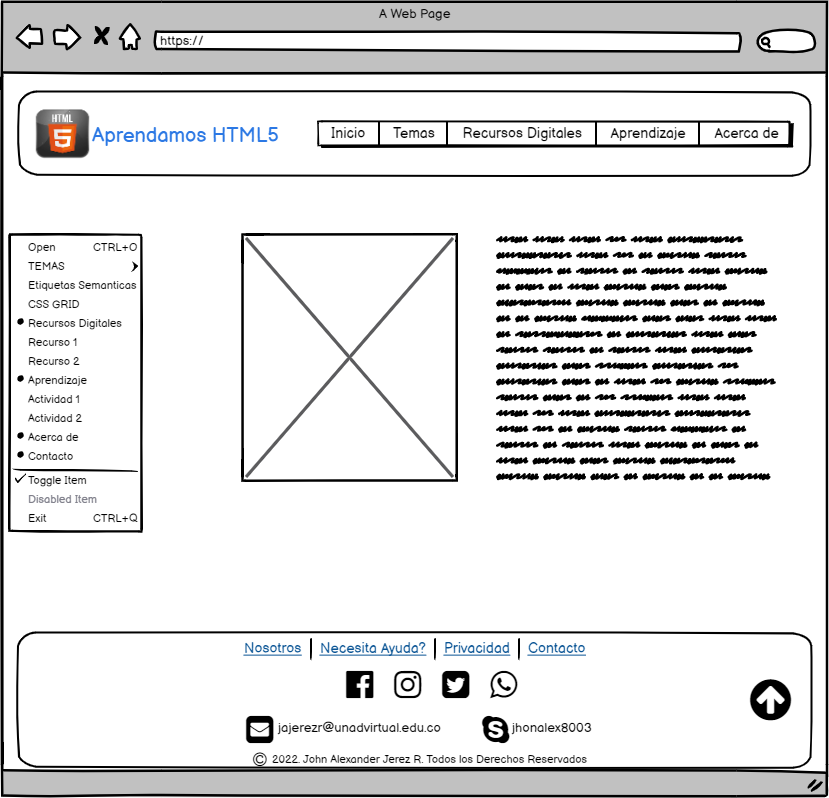 A Web Page
https://
HTML
5
Aprendamos HTML5
Inicio Temas Recursos Digitales Aprendizaje Acerca de
Open CTRL+O
TEMAS
Etiquetas Semanticas
CSS GRID
Recursos Digitales
Recurso 1
Recurso 2
Aprendizaje
Actividad 1
Actividad 2
Acerca de
Contacto
Toggle Item
Disabled Item
Exit CTRL+Q
Nosotros Necesita Ayuda? Privacidad Contacto
jajerezr@unadvirtual.edu.co jhonalex8003
© 2022. John Alexander Jerez R. Todos los Derechos Reservados